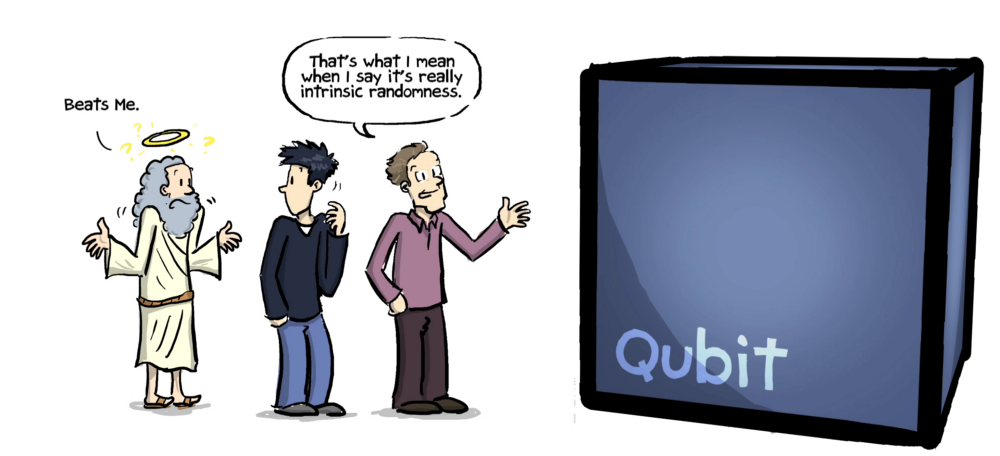 Beats Me.
That's what I mean
when I say it's really
intrinsic randomness.
Qubit